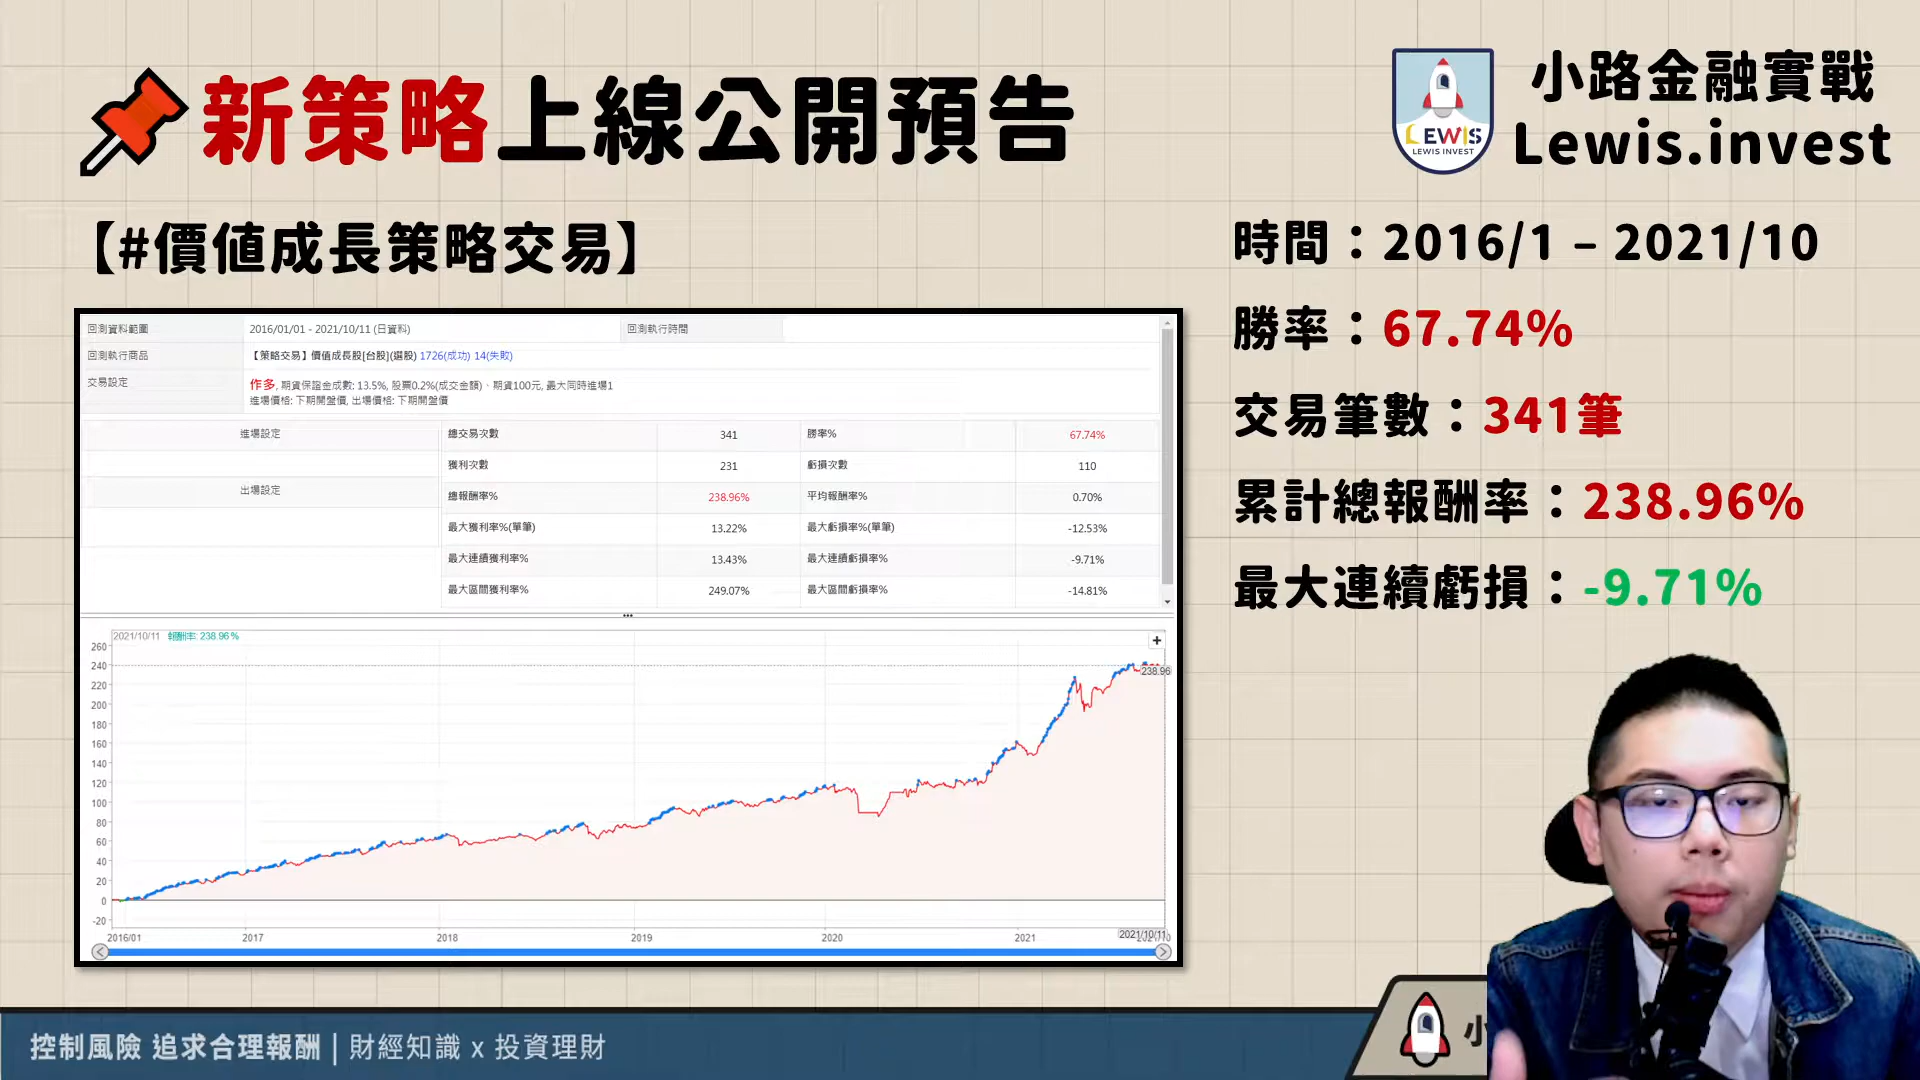 新策略上線公開預告
LEWIS
LEWIS INVEST
小路金融實戰
Lewis.invest
【#價值成長策略交易】
時間：2016/1 – 2021/10
勝率：67.74%
交易筆數：341筆
累計總報酬率：238.96%
最大連續虧損：-9.71%
回測資料範圍 2016/01/01 - 2021/10/11 (日資料) 回測執行時間
回測執行商品 【策略交易】價值成長股[台股](選股) 1726(成功) 14(失敗)
交易設定 作多, 期貨保證金成數: 13.5%, 股票0.2%(成交金額)、期貨100元, 最大同時進場1
進場價格: 下期開盤價, 出場價格: 下期開盤價
進場設定 總交易次數 341 勝率% 67.74%
獲利次數 231 虧損次數 110
出場設定 總報酬率% 238.96% 平均報酬率% 0.70%
最大獲利率%(單筆) 13.22% 最大虧損率%(單筆) -12.53%
最大連續獲利率% 13.43% 最大連續虧損率% -9.71%
最大區間獲利率% 249.07% 最大區間虧損率% -14.81%
2021/10/11 報酬率: 238.96%
260
240
238.96
220
200
180
160
140
120
100
80
60
40
20
0
-20
2016/01 2017 2018 2019 2020 2021 2021/10/11
控制風險 追求合理報酬 | 財經知識 x 投資理財
小